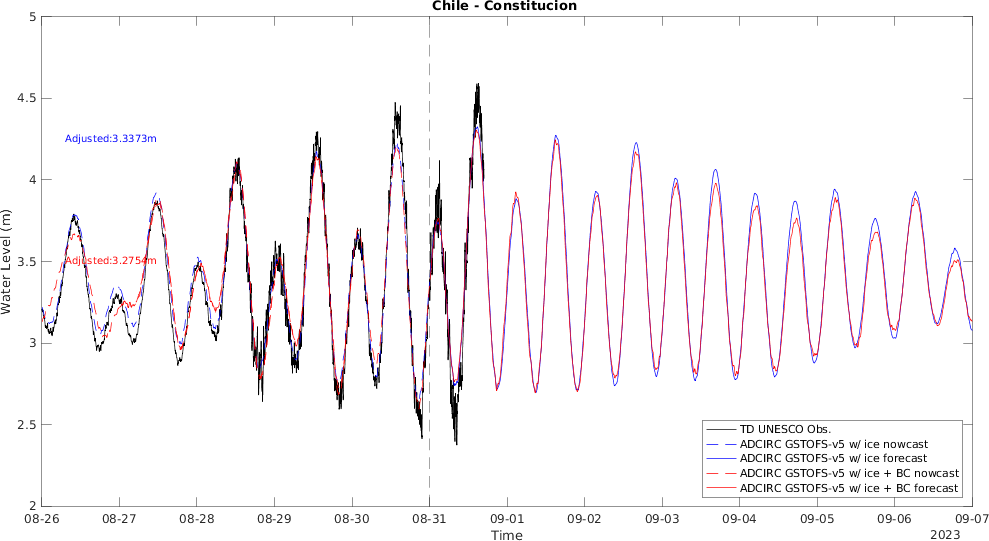 Chile - Constitucion
5
4.5
4
3.5
3
2.5
2
Water Level (m)
Adjusted:3.3373m
Adjusted:3.2754m
TD UNESCO Obs.
ADCIRC GSTOFS-v5 w/ ice nowcast
ADCIRC GSTOFS-v5 w/ ice forecast
ADCIRC GSTOFS-v5 w/ ice + BC nowcast
ADCIRC GSTOFS-v5 w/ ice + BC forecast
08-26 08-27 08-28 08-29 08-30 08-31 09-01 09-02 09-03 09-04 09-05 09-06 09-07
Time
2023